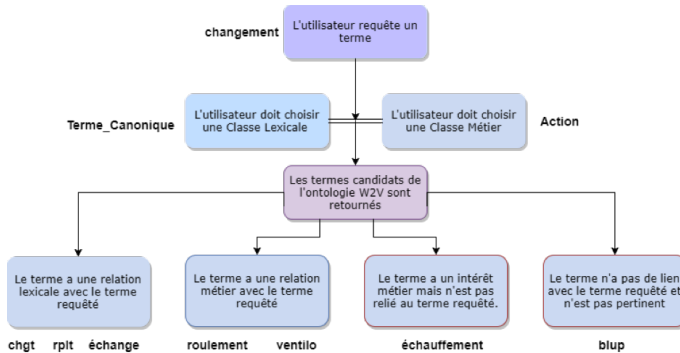 changement
L'utilisateur requête un
terme
Terme_Canonique
L'utilisateur doit choisir
une Classe Lexicale
L'utilisateur doit choisir
une Classe Métier
Action
Les termes candidats de
l'ontologie W2V sont
retournés
Le terme a une relation
lexicale avec le terme
requêté
Le terme a une relation
métier avec le terme
requêté
Le terme a un intérêt
métier mais n'est pas
relié au terme requêté.
Le terme n'a pas de lien
avec le terme requêté et
n'est pas pertinent
chgt rplt échange
roulement ventilo
échauffement
blup